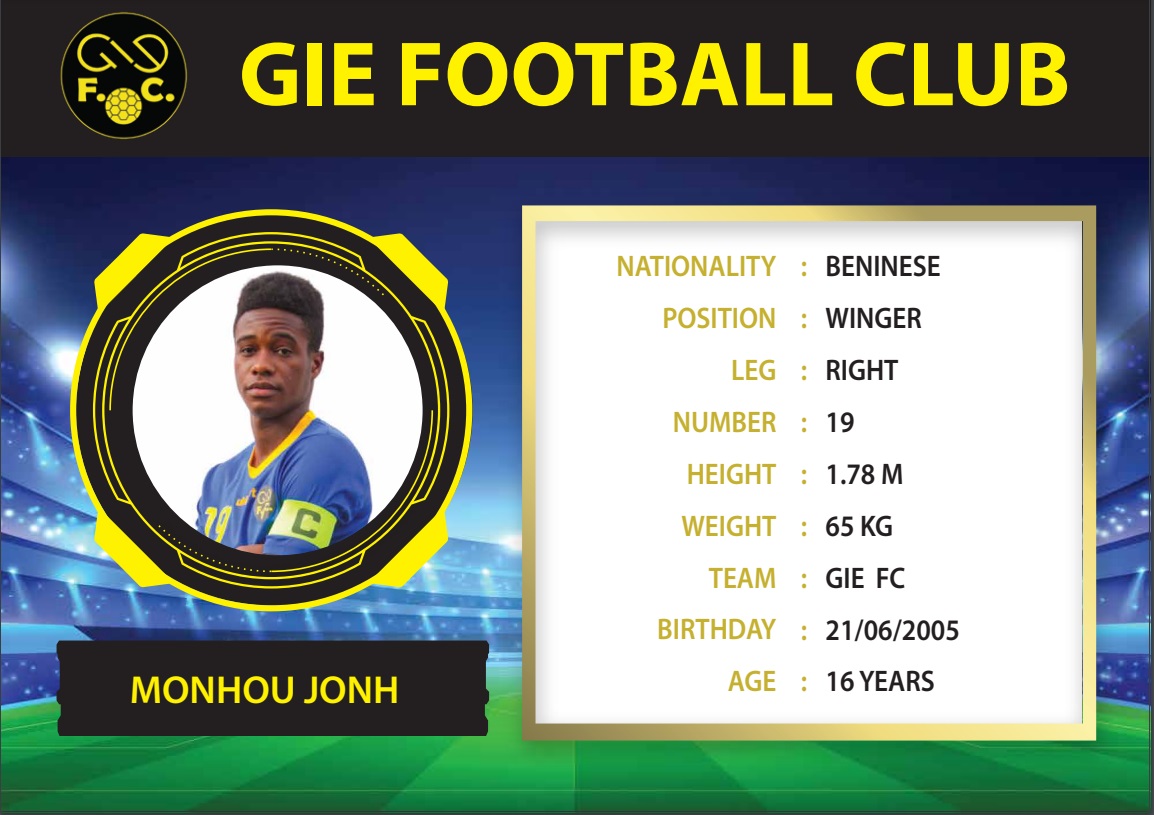 F. C.
GIE FOOTBALL CLUB
NATIONALITY : BENINESE
POSITION : WINGER
LEG : RIGHT
NUMBER : 19
HEIGHT : 1.78 M
WEIGHT : 65 KG
TEAM : GIE FC
BIRTHDAY : 21/06/2005
AGE : 16 YEARS
19
C
MONHOU JONH